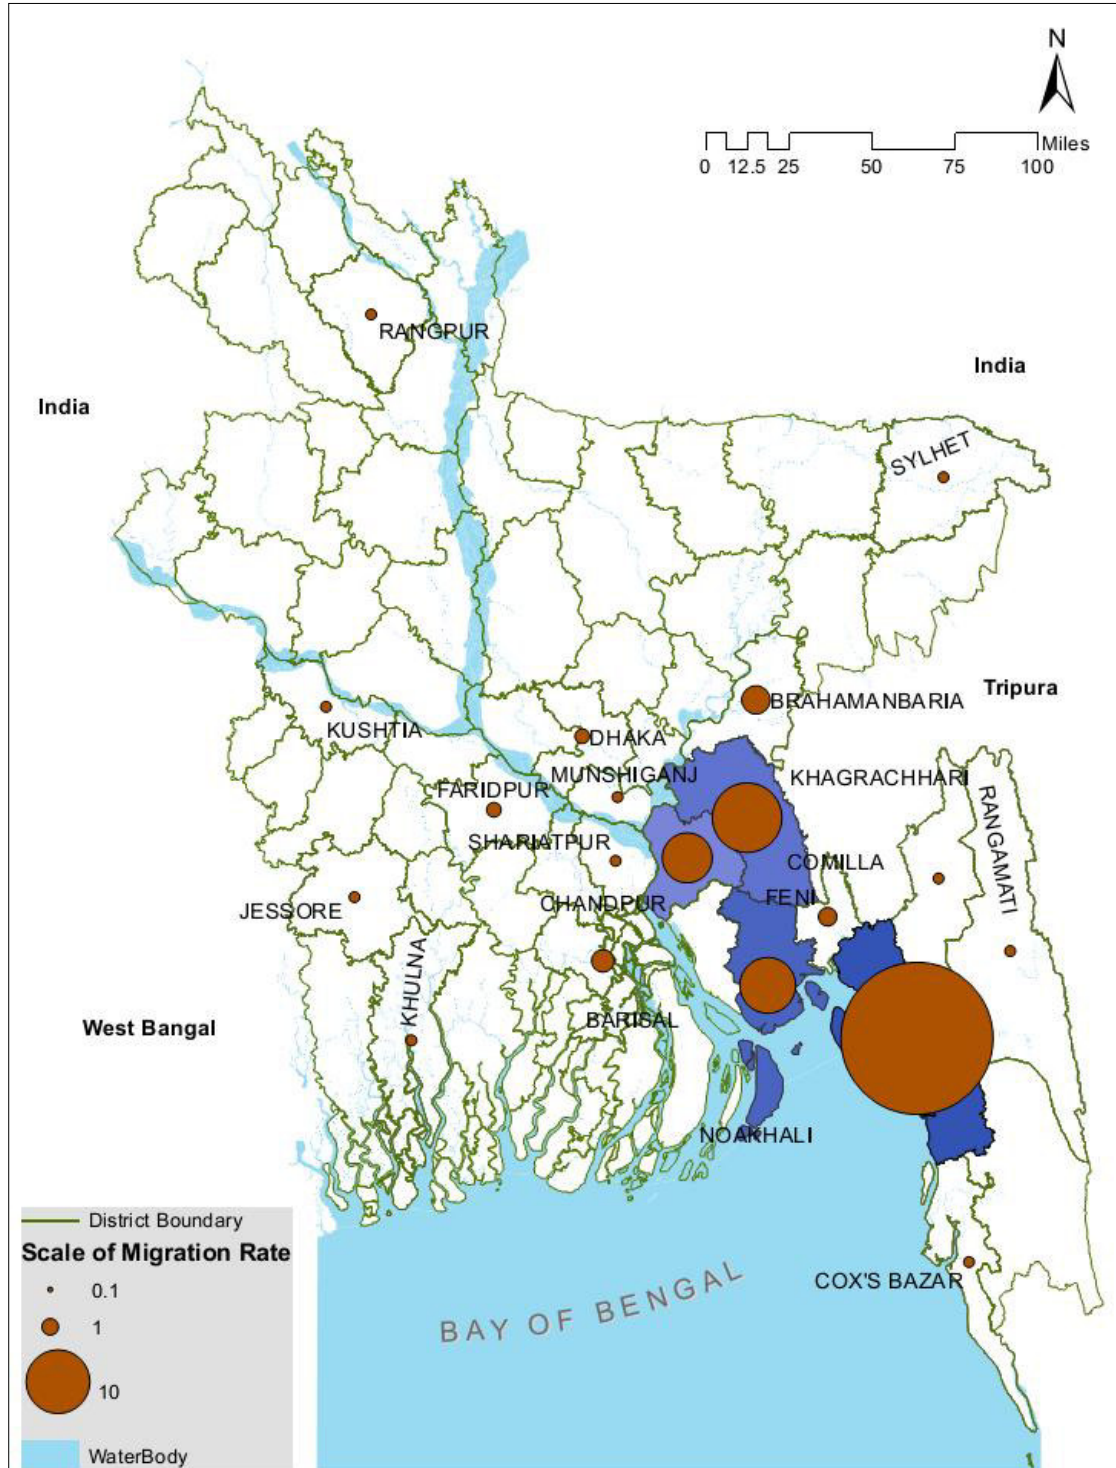 N
Miles
0 12.5 25 50 75 100
RANGPUR
India
India
SYLHET
Tripura
BRAHAMANBARIA
KUSHTIA
DHAKA
MUNSHIGANJ
KHAGRACHHARI
FARIDPUR
RANGAMATI
SHARIATPUR
COMILLA
CHANDPUR
FENI
JESSORE
KHULNA
BARISAL
West Bangal
NOAKHALI
COX'S BAZAR
BAY OF BENGAL
District Boundary
Scale of Migration Rate
0.1
1
10
WaterBody